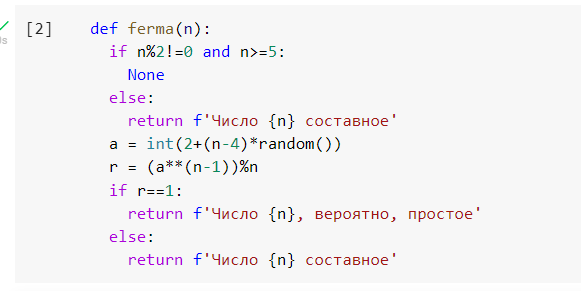 [2] def ferma(n):
if n%2!=0 and n>=5:
None
else:
return f'Число {n} составное'
a = int(2+(n-4)*random())
r = (a**(n-1))%n
if r==1:
return f'Число {n}, вероятно, простое'
else:
return f'Число {n} составное'